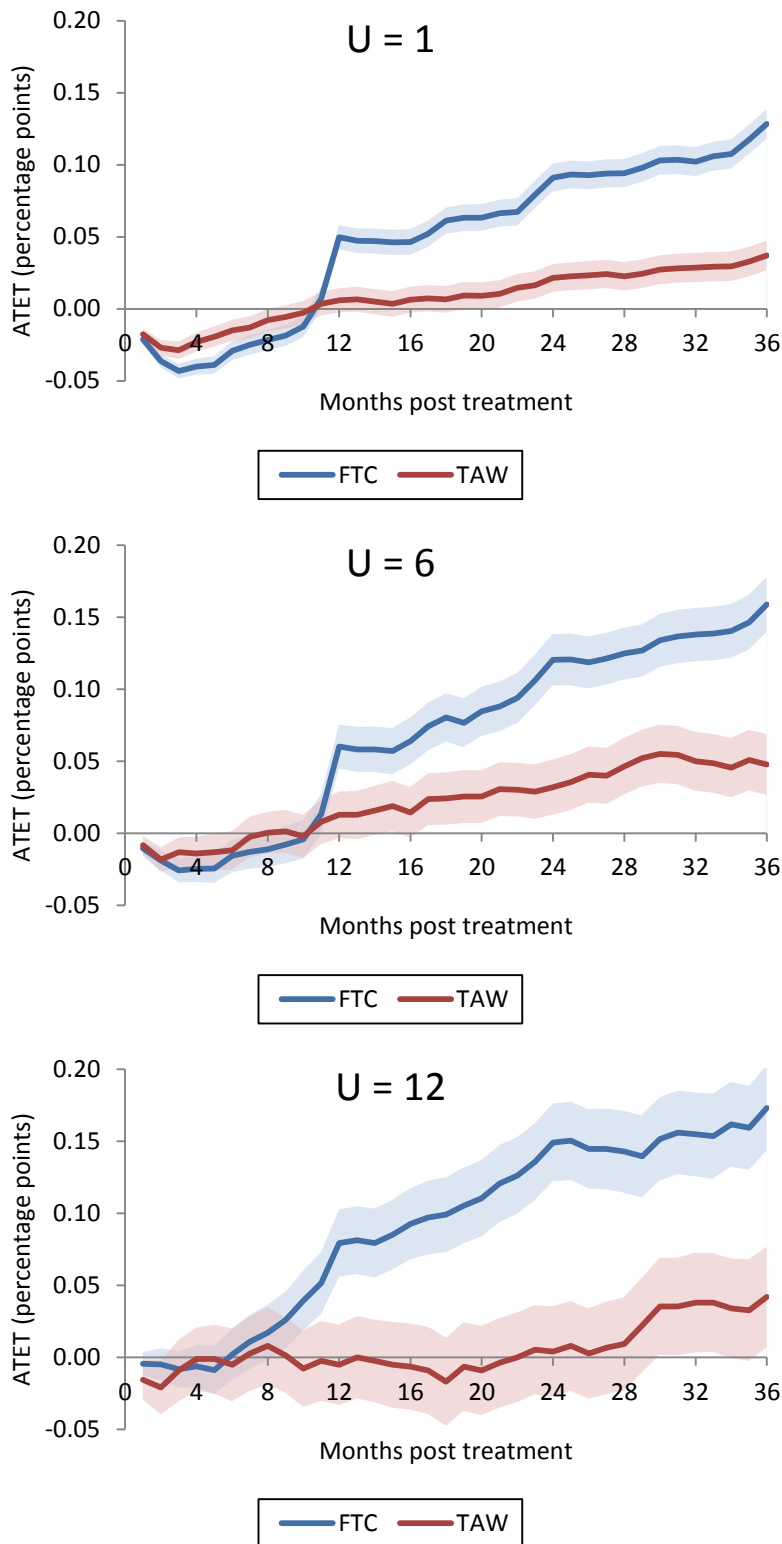 U = 1
ATET (percentage points)
0.20
0.15
0.10
0.05
0.00
-0.05
0 4 8 12 16 20 24 28 32 36
Months post treatment
FTC TAW
U = 6
ATET (percentage points)
0.20
0.15
0.10
0.05
0.00
-0.05
0 4 8 12 16 20 24 28 32 36
Months post treatment
FTC TAW
U = 12
ATET (percentage points)
0.20
0.15
0.10
0.05
0.00
-0.05
0 4 8 12 16 20 24 28 32 36
Months post treatment
FTC TAW